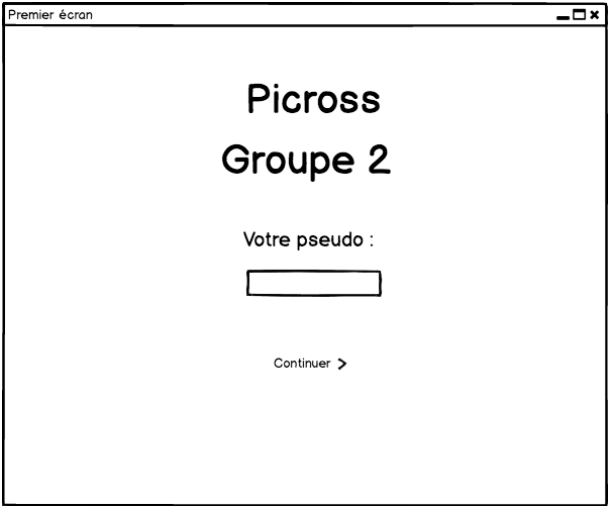 Premier écran
Picross
Groupe 2
Votre pseudo :
Continuer